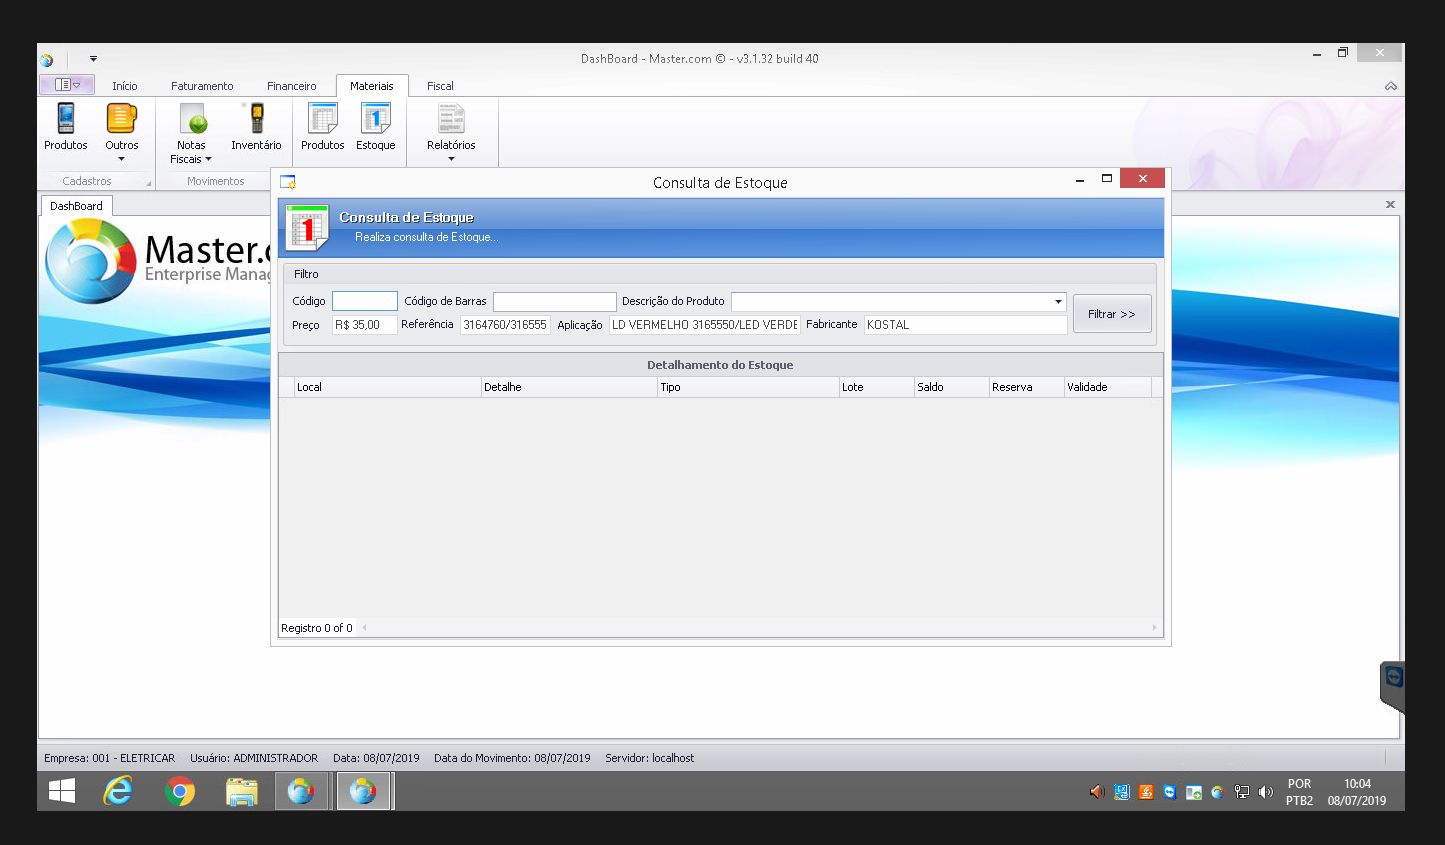 DashBoard - Master.com © - v3.1.32 build 40
Início Faturamento Financeiro Materiais Fiscal
Produtos Outros Notas Fiscais Inventário Produtos Estoque Relatórios
Cadastros Movimentos
Consulta de Estoque
DashBoard
Consulta de Estoque
Realiza consulta de Estoque...
Master.
Enterprise
Filtro
Código Código de Barras Descrição do Produto
Filtrar >>
Preço R$ 35,00 Referência 3164760/316555 Aplicação LD VERMELHO 3165550/LED VERDE Fabricante KOSTAL
Detalhamento do Estoque
Local Detalhe Tipo Lote Saldo Reserva Validade
Registro 0 of 0
Empresa: 001 - ELETRICAR Usuário: ADMINISTRADOR Data: 08/07/2019 Data do Movimento: 08/07/2019 Servidor: localhost
POR 10:04
PTB2 08/07/2019